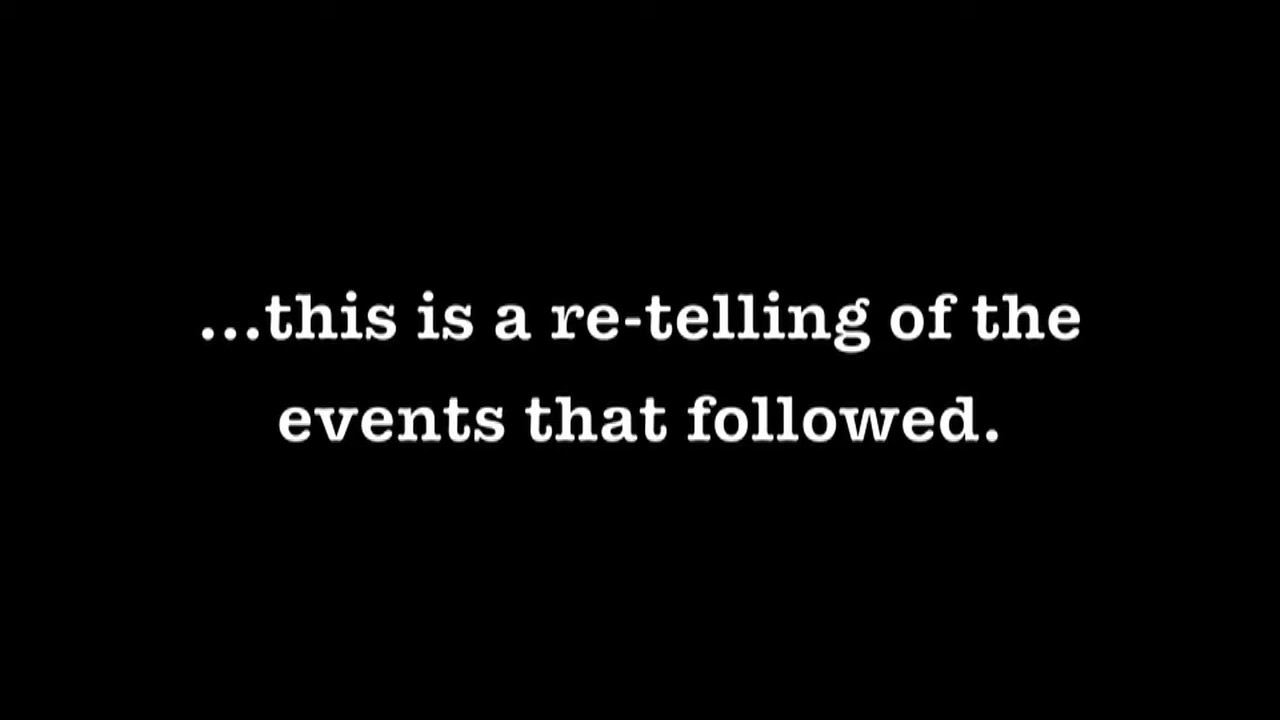 ...this is a re-telling of the
events that followed.